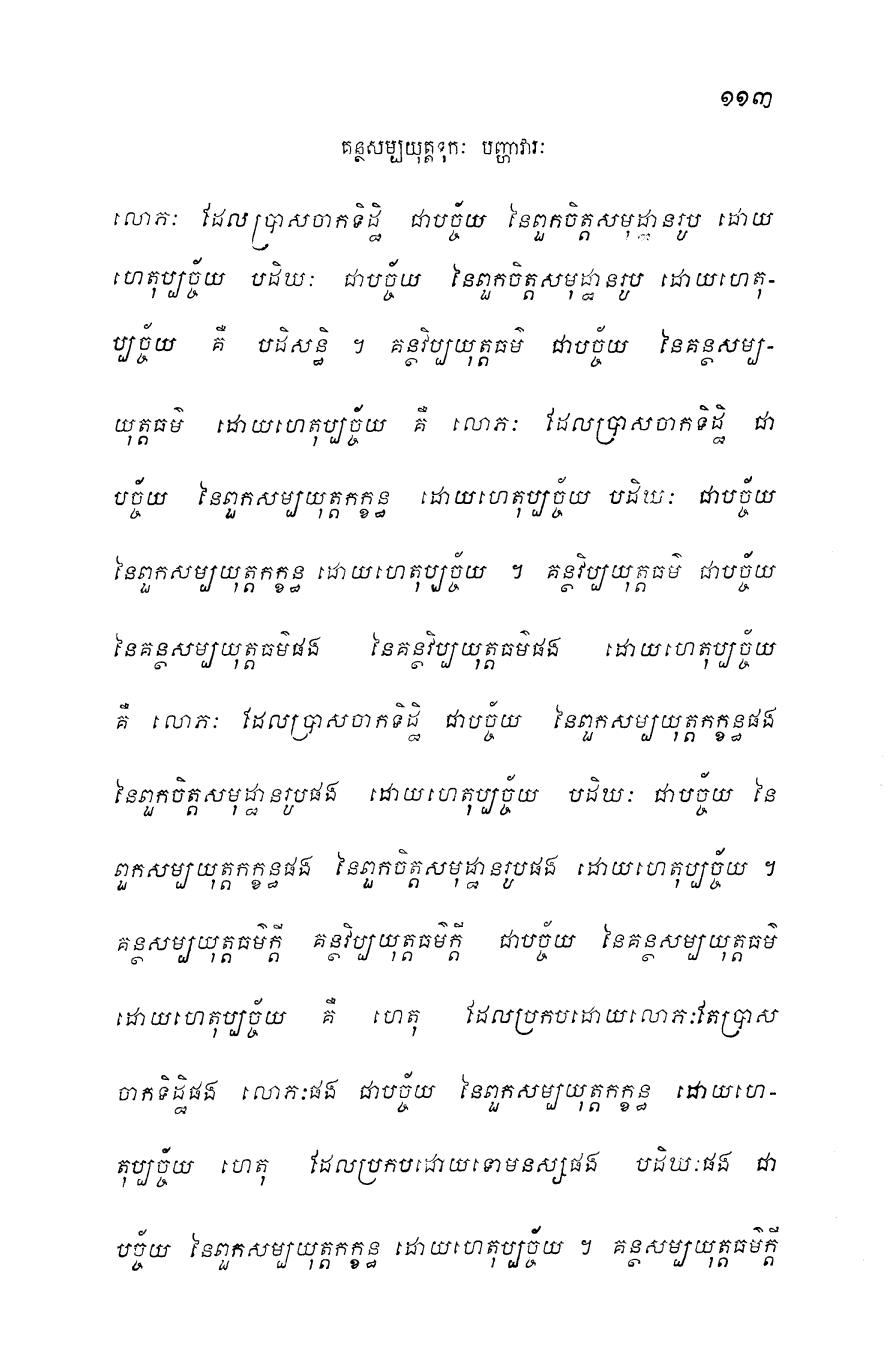 ១១៣
គន្ថសម្បយុត្តទុកៈ បញ្ហាវារៈ
លោភៈ ដែលប្រាសចាកទិដ្ឋិ ជាបច្ច័យ នៃពួកចិត្តសមុដ្ឋានរូប ដោយ
ហេតុប្បច្ច័យ បដិឃៈ ជាបច្ច័យ នៃពួកចិត្តសមុដ្ឋានរូប ដោយហេតុ-
ប្បច្ច័យ គឺ បដិសន្ធិ ។ គន្ថវិប្បយុត្តធម៌ ជាបច្ច័យ នៃគន្ថសម្ប-
យុត្តធម៌ ដោយហេតុប្បច្ច័យ គឺ លោភៈ ដែលប្រាសចាកទិដ្ឋិ ជា
បច្ច័យ នៃពួកសម្បយុត្តកក្ខន្ធ ដោយហេតុប្បច្ច័យ បដិឃៈ ជាបច្ច័យ
នៃពួកសម្បយុត្តកក្ខន្ធ ដោយហេតុប្បច្ច័យ ។ គន្ថវិប្បយុត្តធម៌ ជាបច្ច័យ
នៃគន្ថសម្បយុត្តធម៌ផង នៃគន្ថវិប្បយុត្តធម៌ផង ដោយហេតុប្បច្ច័យ
គឺ លោភៈ ដែលប្រាសចាកទិដ្ឋិ ជាបច្ច័យ នៃពួកសម្បយុត្តកក្ខន្ធផង
នៃពួកចិត្តសមុដ្ឋានរូបផង ដោយហេតុប្បច្ច័យ បដិឃៈ ជាបច្ច័យ នៃ
ពួកសម្បយុត្តកក្ខន្ធផង នៃពួកចិត្តសមុដ្ឋានរូបផង ដោយហេតុប្បច្ច័យ ។
គន្ថសម្បយុត្តធម៌ក្តី គន្ថវិប្បយុត្តធម៌ក្តី ជាបច្ច័យ នៃគន្ថសម្បយុត្តធម៌
ដោយហេតុប្បច្ច័យ គឺ ហេតុ ដែលប្រកបដោយលោភៈតែប្រាស
ចាកទិដ្ឋិផង លោភៈផង ជាបច្ច័យ នៃពួកសម្បយុត្តកក្ខន្ធ ដោយហេ-
តុប្បច្ច័យ ហេតុ ដែលប្រកបដោយទោមនស្សផង បដិឃៈផង ជា
បច្ច័យ នៃពួកសម្បយុត្តកក្ខន្ធ ដោយហេតុប្បច្ច័យ ។ គន្ថសម្បយុត្តធម៌ក្តី